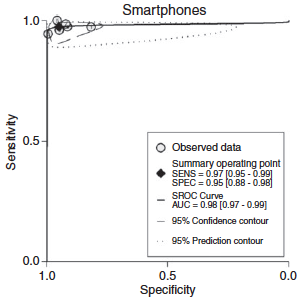 Smartphones
1.0
0.5
0.0
Sensitivity
1.0 0.5 0.0
Specificity
Observed data
Summary operating point
SENS = 0.97 [0.95 - 0.99]
SPEC = 0.95 [0.88 - 0.98]
SROC Curve
AUC = 0.98 [0.97 - 0.99]
95% Confidence contour
95% Prediction contour